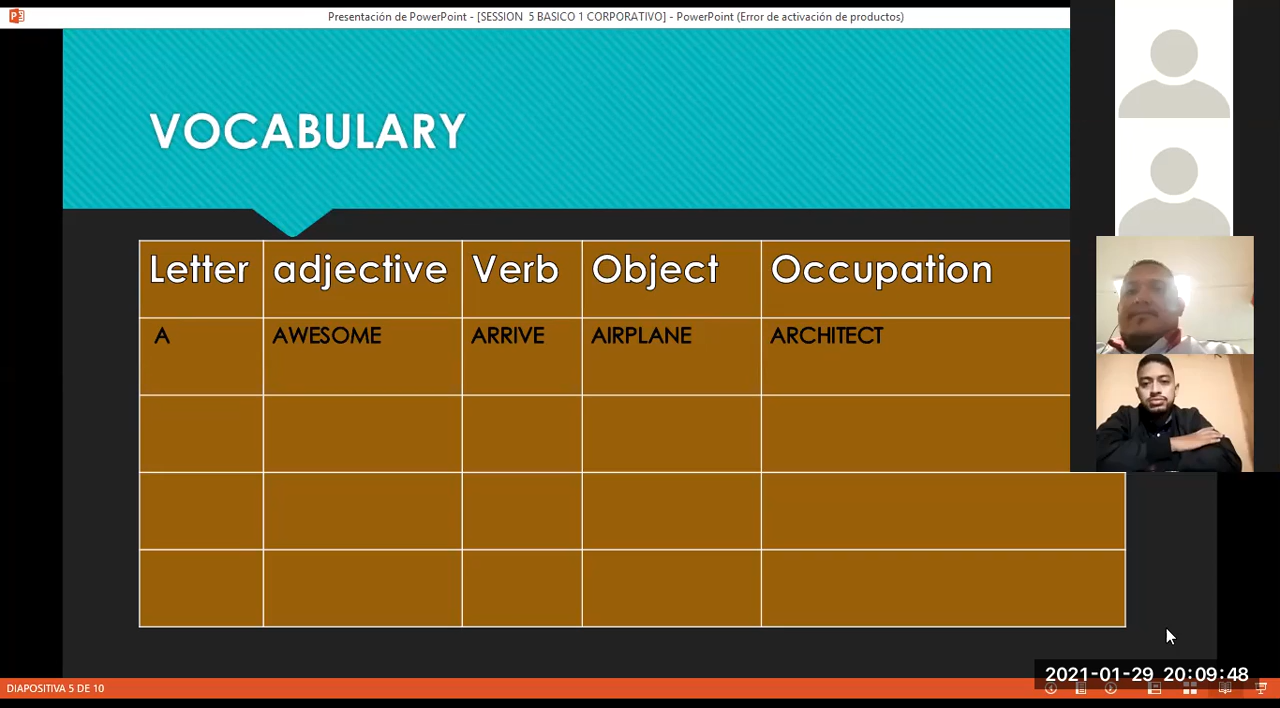 Presentación de PowerPoint - [SESSION 5 BASICO 1 CORPORATIVO] - PowerPoint (Error de activación de productos)
VOCABULARY
Letter adjective Verb Object Occupation
A AWESOME ARRIVE AIRPLANE ARCHITECT
2021-01-29 20:09:48
DIAPOSITIVA 5 DE 10